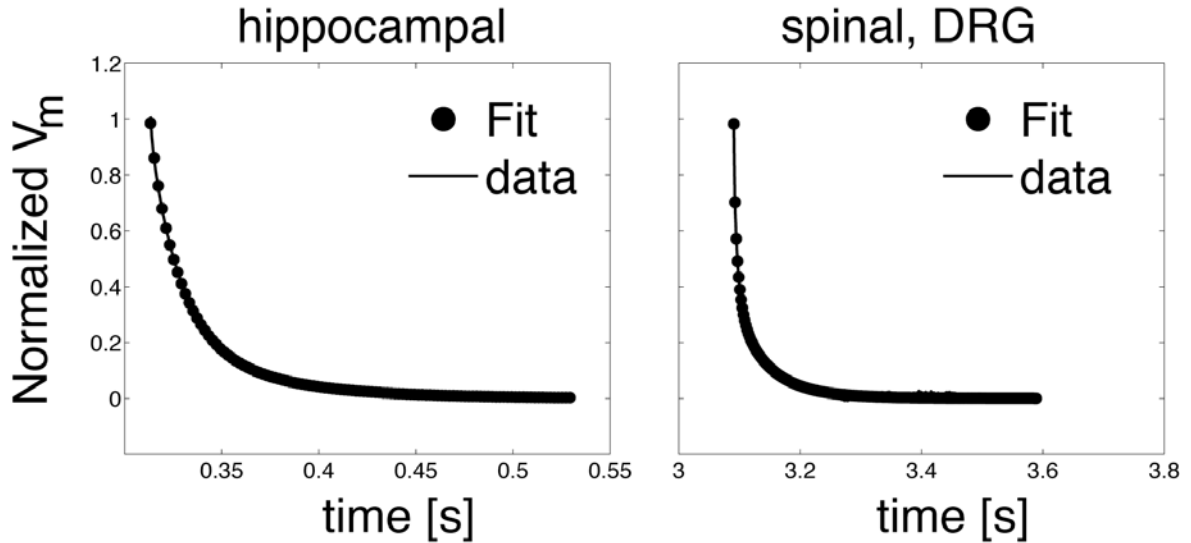 hippocampal
spinal, DRG
Normalized Vm
1.2
1
0.8
0.6
0.4
0.2
0
Fit
data
Fit
data
0.35
0.4
0.45
0.5
0.55
3
3.2
3.4
3.6
3.8
time [s]
time [s]